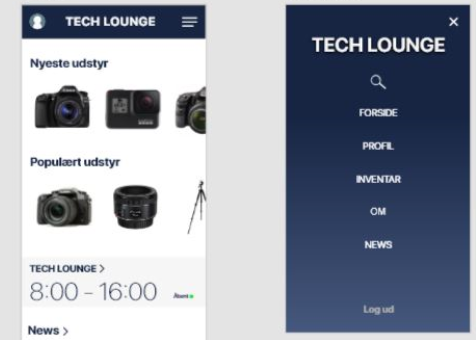 TECH LOUNGE
Nyeste udstyr
Populært udstyr
TECH LOUNGE >
8:00 - 16:00
Åbent
News >
×
TECH LOUNGE
FORSIDE
PROFIL
INVENTAR
OM
NEWS
Log ud